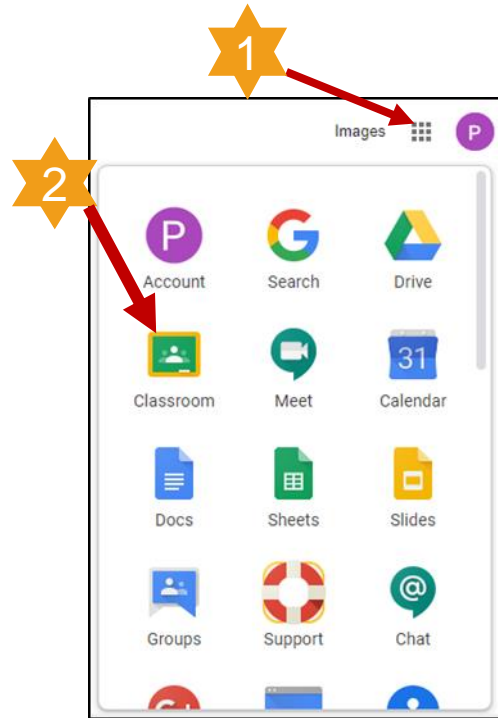 1
Images P
2
P
Account Search Drive
31
Classroom Meet Calendar
Docs Sheets Slides
@
Groups Support Chat
G+